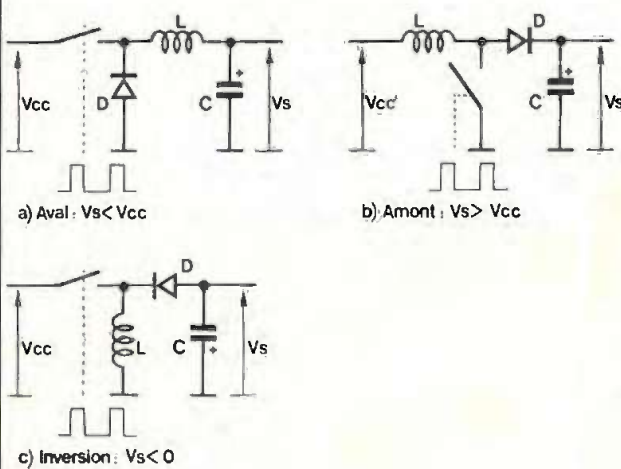 L
D
Vcc
C
+
Vs
a) Aval : Vs < Vcc
L
D
Vcc
C
+
Vs
b) Amont : Vs > Vcc
D
Vcc
L
C
+
Vs
c) Inversion : Vs < 0